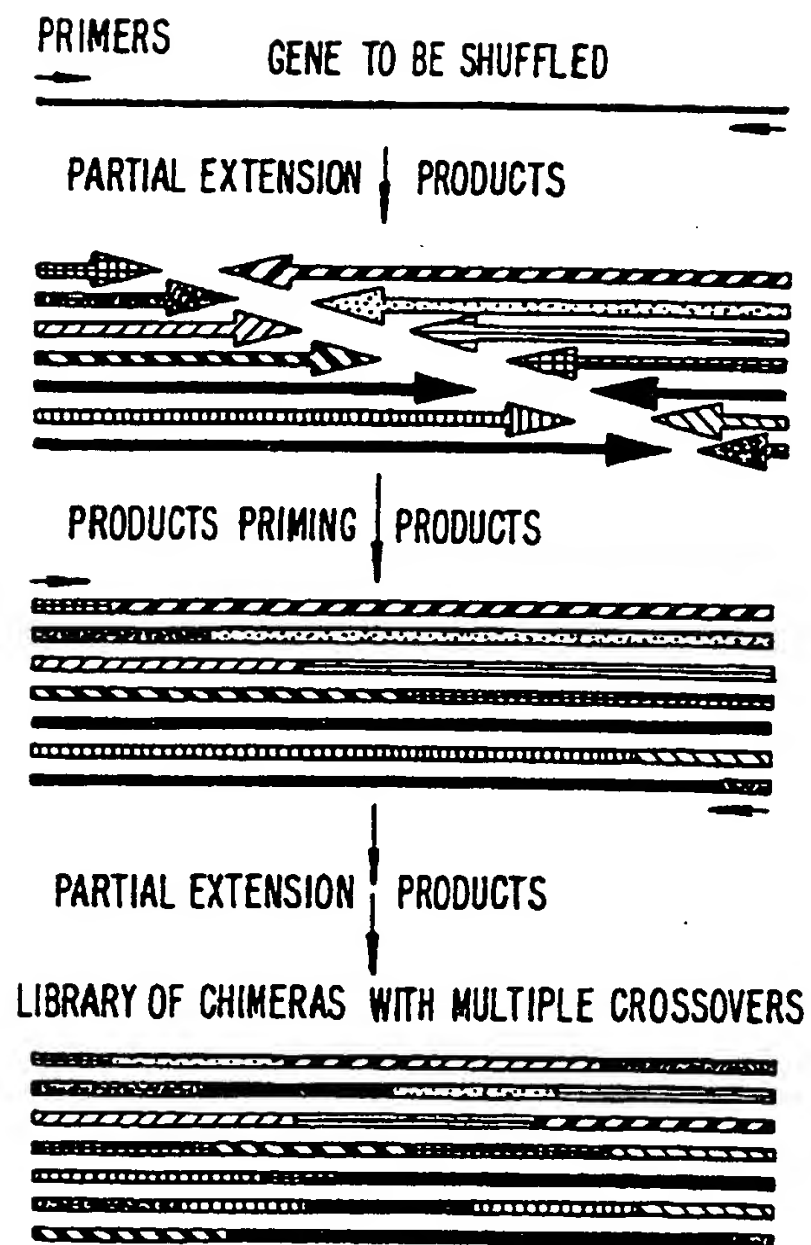 PRIMERS
GENE TO BE SHUFFLED
PARTIAL EXTENSION PRODUCTS
PRODUCTS PRIMING PRODUCTS
PARTIAL EXTENSION PRODUCTS
LIBRARY OF CHIMERAS WITH MULTIPLE CROSSOVERS